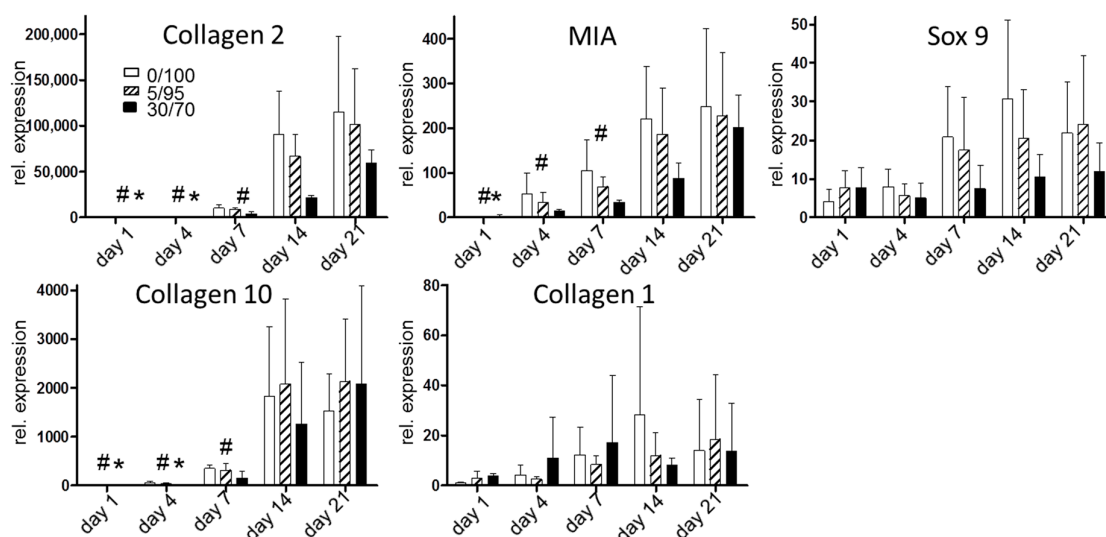 Collagen 2
rel. expression
200,000
150,000
100,000
50,000
0
0/100
5/95
30/70
# *
# *
#
day 1
day 4
day 7
day 14
day 21
MIA
rel. expression
400
300
200
100
0
#*
#
#
day 1
day 4
day 7
day 14
day 21
Sox 9
rel. expression
50
40
30
20
10
0
day 1
day 4
day 7
day 14
day 21
Collagen 10
rel. expression
4000
3000
2000
1000
0
# *
# *
#
day 1
day 4
day 7
day 14
day 21
Collagen 1
rel. expression
80
60
40
20
0
day 1
day 4
day 7
day 14
day 21